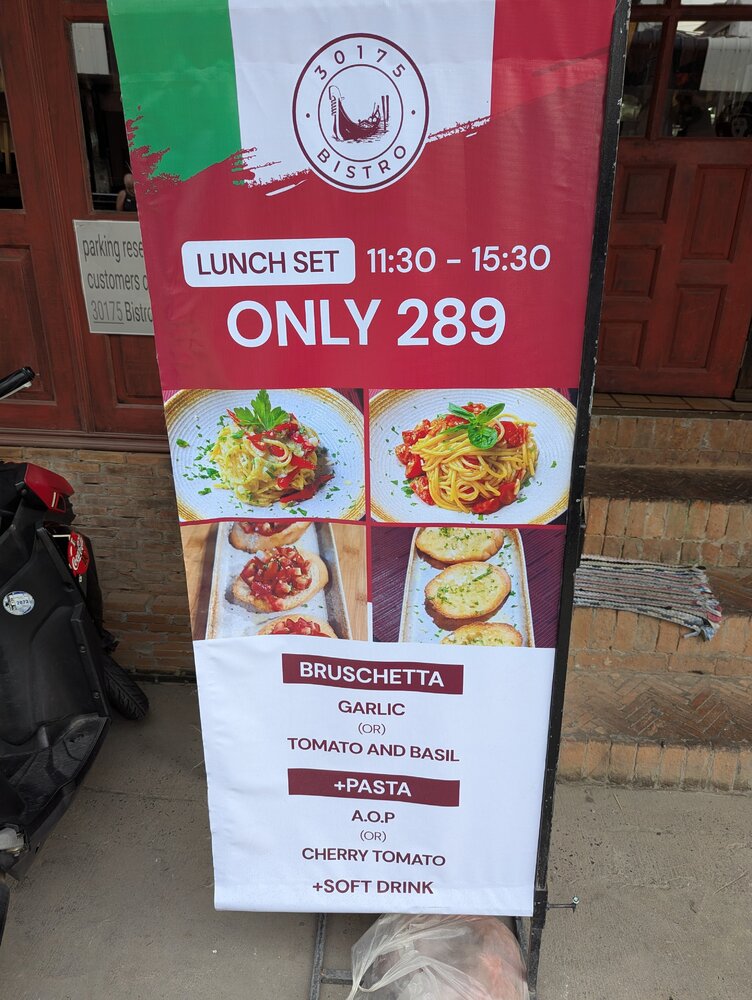 30175
BISTRO
LUNCH SET 11:30 - 15:30
ONLY 289
parking rese
customers o
30175 Bistro
BRUSCHETTA
GARLIC
(OR)
TOMATO AND BASIL
+PASTA
A.O.P
(OR)
CHERRY TOMATO
+SOFT DRINK